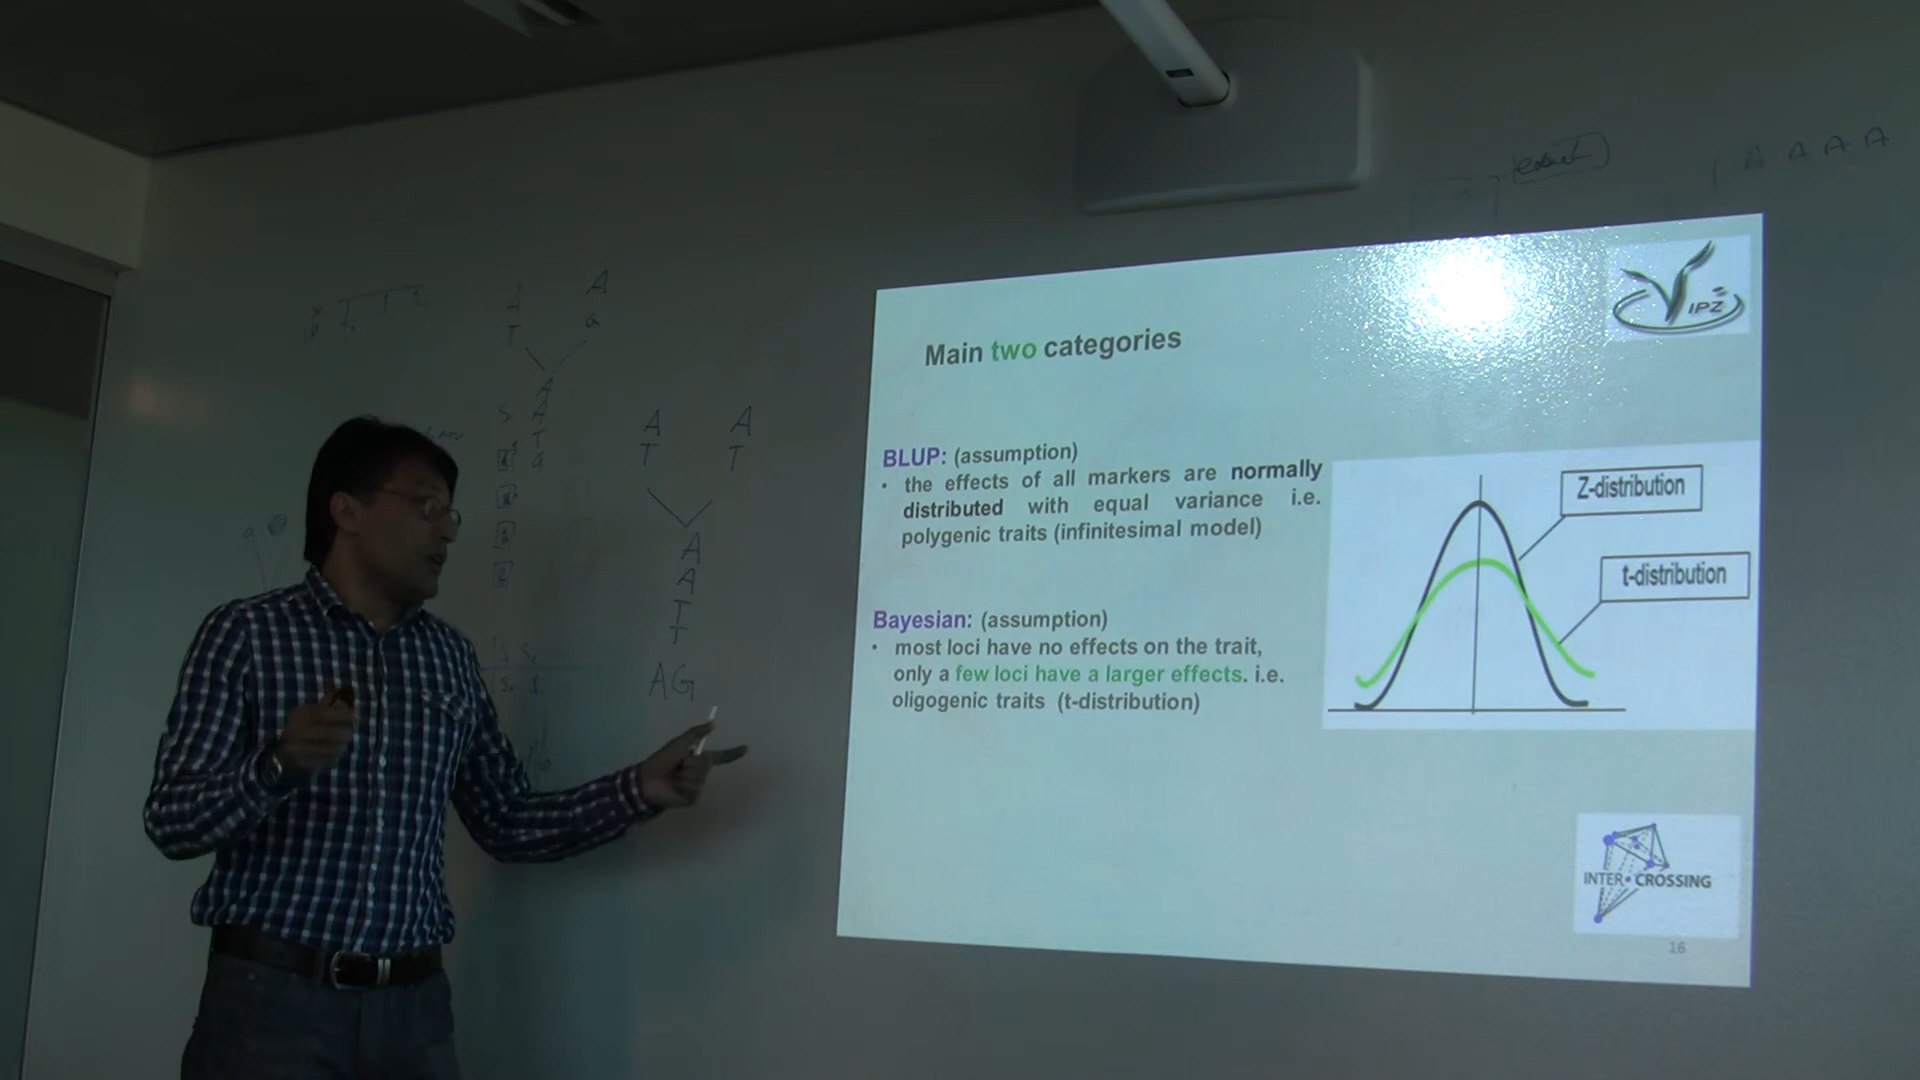 Main two categories
IPZ
BLUP: (assumption)
• the effects of all markers are normally
distributed with equal variance i.e.
polygenic traits (infinitesimal model)
Bayesian: (assumption)
• most loci have no effects on the trait,
only a few loci have a larger effects. i.e.
oligogenic traits (t-distribution)
Z-distribution
t-distribution
INTER CROSSING
16
A
T
A
A
A
T
A
T
A
A
T
T
AG
A A A A